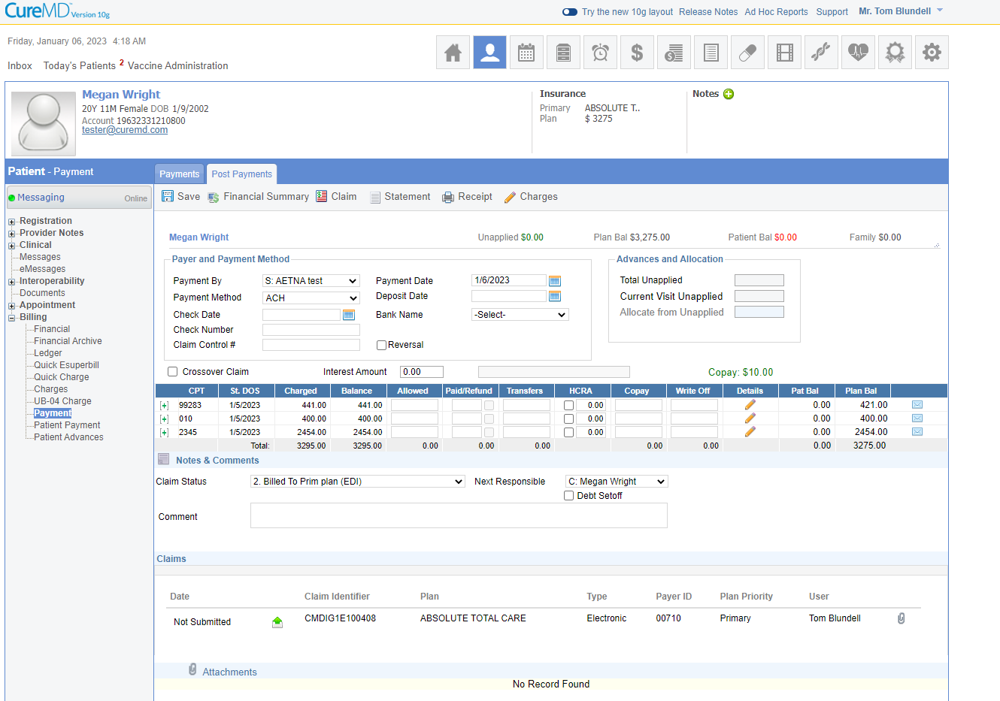 CureMD Version 10g
Try the new 10g layout Release Notes Ad Hoc Reports Support Mr. Tom Blundell
Friday, January 06, 2023 4:18 AM
Inbox Today's Patients 2 Vaccine Administration
Megan Wright
20Y 11M Female DOB 1/9/2002
Account 19632331210800
tester@curemd.com
Insurance
Primary ABSOLUTE T..
Plan $ 3275
Notes
Patient - Payment
Payments Post Payments
Messaging Online
Save Financial Summary Claim Statement Receipt Charges
Registration
Provider Notes
Clinical
Messages
eMessages
Interoperability
Documents
Appointment
Billing
Financial
Financial Archive
Ledger
Quick Esuperbill
Quick Charge
Charges
UB-04 Charge
Payment
Patient Payment
Patient Advances
Megan Wright Unapplied $0.00 Plan Bal $3,275.00 Patient Bal $0.00 Family $0.00
Payer and Payment Method
Payment By S: AETNA test Payment Date 1/6/2023
Payment Method ACH Deposit Date
Check Date Bank Name -Select-
Check Number
Claim Control # Reversal
Advances and Allocation
Total Unapplied
Current Visit Unapplied
Allocate from Unapplied
Crossover Claim Interest Amount 0.00 Copay: $10.00
CPT St. DOS Charged Balance Allowed Paid/Refund Transfers HCRA Copay Write Off Details Pat Bal Plan Bal
[+] 99283 1/5/2023 441.00 441.00 0.00 0.00 421.00
[+] 010 1/5/2023 400.00 400.00 0.00 0.00 400.00
[+] 2345 1/5/2023 2454.00 2454.00 0.00 0.00 2454.00
Total: 3295.00 3295.00 0.00 0.00 0.00 0.00 0.00 0.00 3275.00
Notes & Comments
Claim Status 2. Billed To Prim plan (EDI) Next Responsible C: Megan Wright
Debt Setoff
Comment
Claims
Date Claim Identifier Plan Type Payer ID Plan Priority User
Not Submitted CMDIG1E100408 ABSOLUTE TOTAL CARE Electronic 00710 Primary Tom Blundell
Attachments
No Record Found